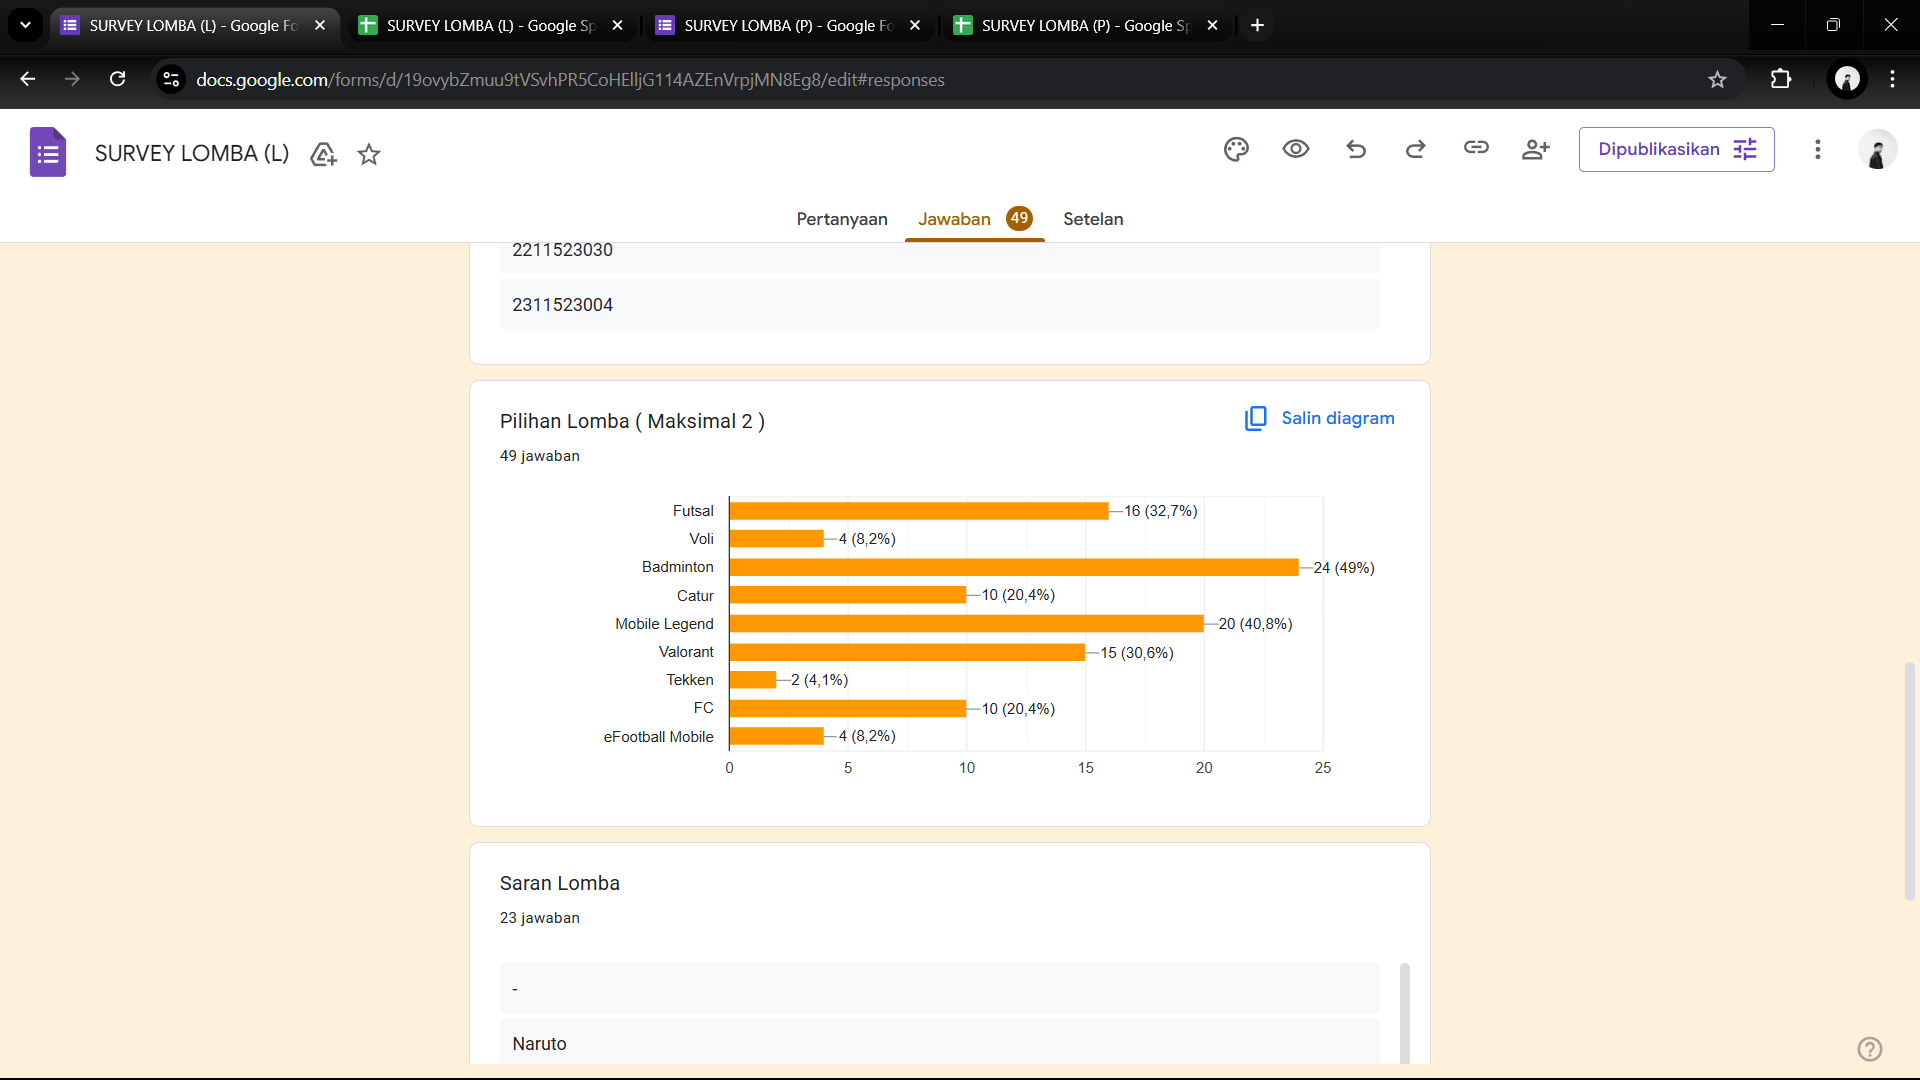 SURVEY LOMBA (L) - Google Fo
SURVEY LOMBA (L) - Google Sp
SURVEY LOMBA (P) - Google Fo
SURVEY LOMBA (P) - Google Sp
docs.google.com/forms/d/19ovybZmuu9tVSvhPR5CoHElljG114AZEnVrpjMN8Eg8/edit#responses
SURVEY LOMBA (L)
Dipublikasikan
Pertanyaan
Jawaban 49
Setelan
2211523030
2311523004
Pilihan Lomba ( Maksimal 2 )
Salin diagram
49 jawaban
Futsal 16 (32,7%)
Voli 4 (8,2%)
Badminton 24 (49%)
Catur 10 (20,4%)
Mobile Legend 20 (40,8%)
Valorant 15 (30,6%)
Tekken 2 (4,1%)
FC 10 (20,4%)
eFootball Mobile 4 (8,2%)
0 5 10 15 20 25
Saran Lomba
23 jawaban
-
Naruto